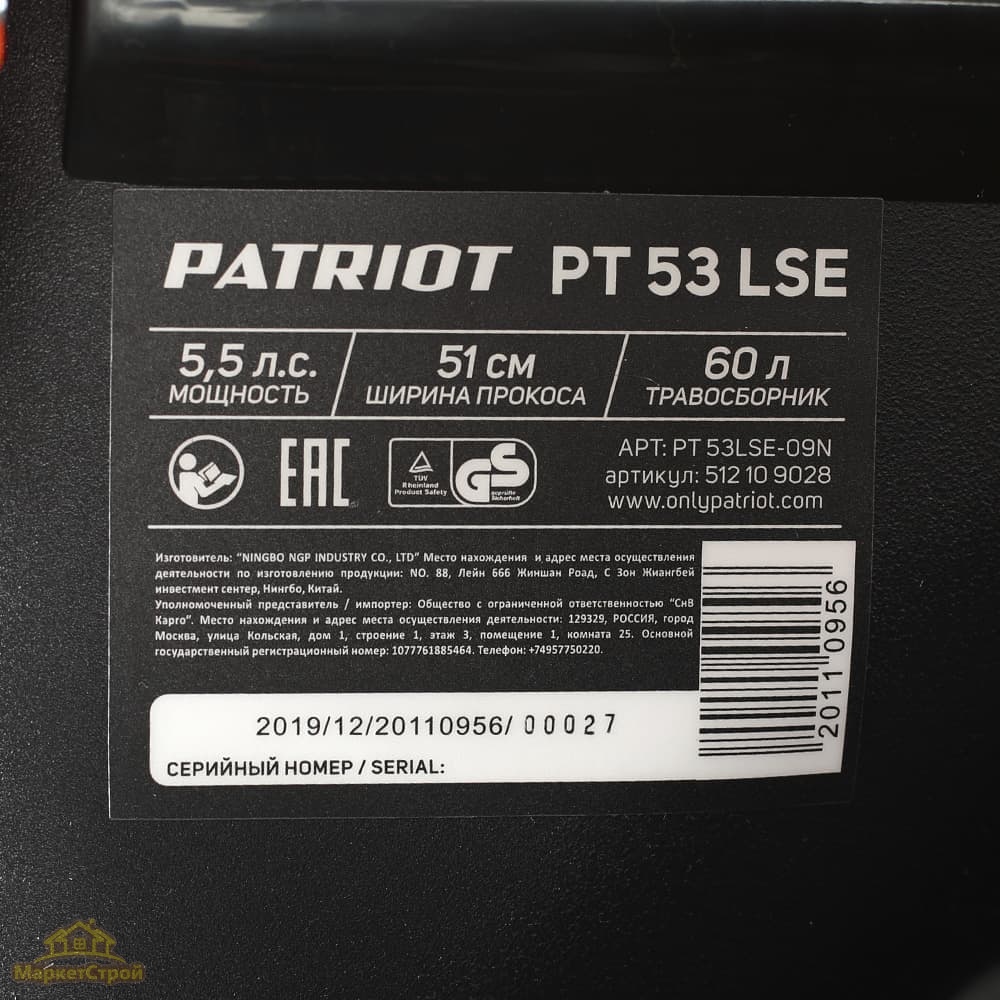 PATRIOT PT 53 LSE
5,5 л.с. 51 см 60 л
МОЩНОСТЬ ШИРИНА ПРОКОСА ТРАВОСБОРНИК
EAC
TÜV
Rheinland
Product Safety
GS
geprüfte
Sicherheit
АРТ: PT 53LSE-09N
артикул: 512 10 9028
www.onlypatriot.com
Изготовитель: "NINGBO NGP INDUSTRY CO., LTD" Место нахождения и адрес места осуществления
деятельности по изготовлению продукции: NO. 88, Лейн 666 Жиншан Роад, С Зон Жиангбей
инвестмент сентер, Нингбо, Китай.
Уполномоченный представитель / импортер: Общество с ограниченной ответственностью "СнВ
Карго". Место нахождения и адрес места осуществления деятельности: 129329, РОССИЯ, город
Москва, улица Кольская, дом 1, строение 1, этаж 3, помещение 1, комната 25. Основной
государственный регистрационный номер: 1077761885464. Телефон: +74957750220.
2011 0956
2019/12/20110956/ 00027
СЕРИЙНЫЙ НОМЕР / SERIAL:
МаркетСтрой